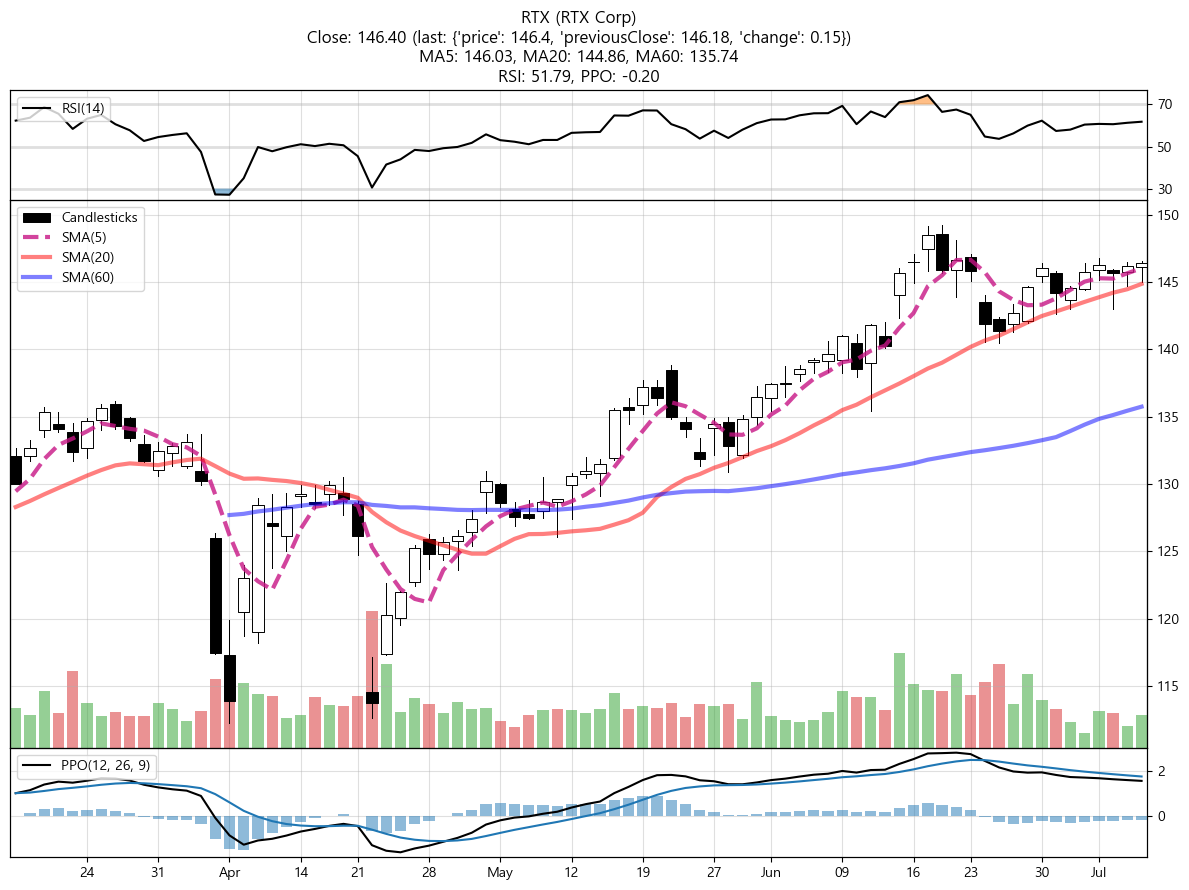 RTX (RTX Corp)
Close: 146.40 (last: {'price': 146.4, 'previousClose': 146.18, 'change': 0.15})
MA5: 146.03, MA20: 144.86, MA60: 135.74
RSI: 51.79, PPO: -0.20
RSI(14)
70
50
30
Candlesticks
SMA(5)
SMA(20)
SMA(60)
150
145
140
135
130
125
120
115
PPO(12, 26, 9)
2
0
24 31 Apr 14 21 28 May 12 19 27 Jun 09 16 23 30 Jul